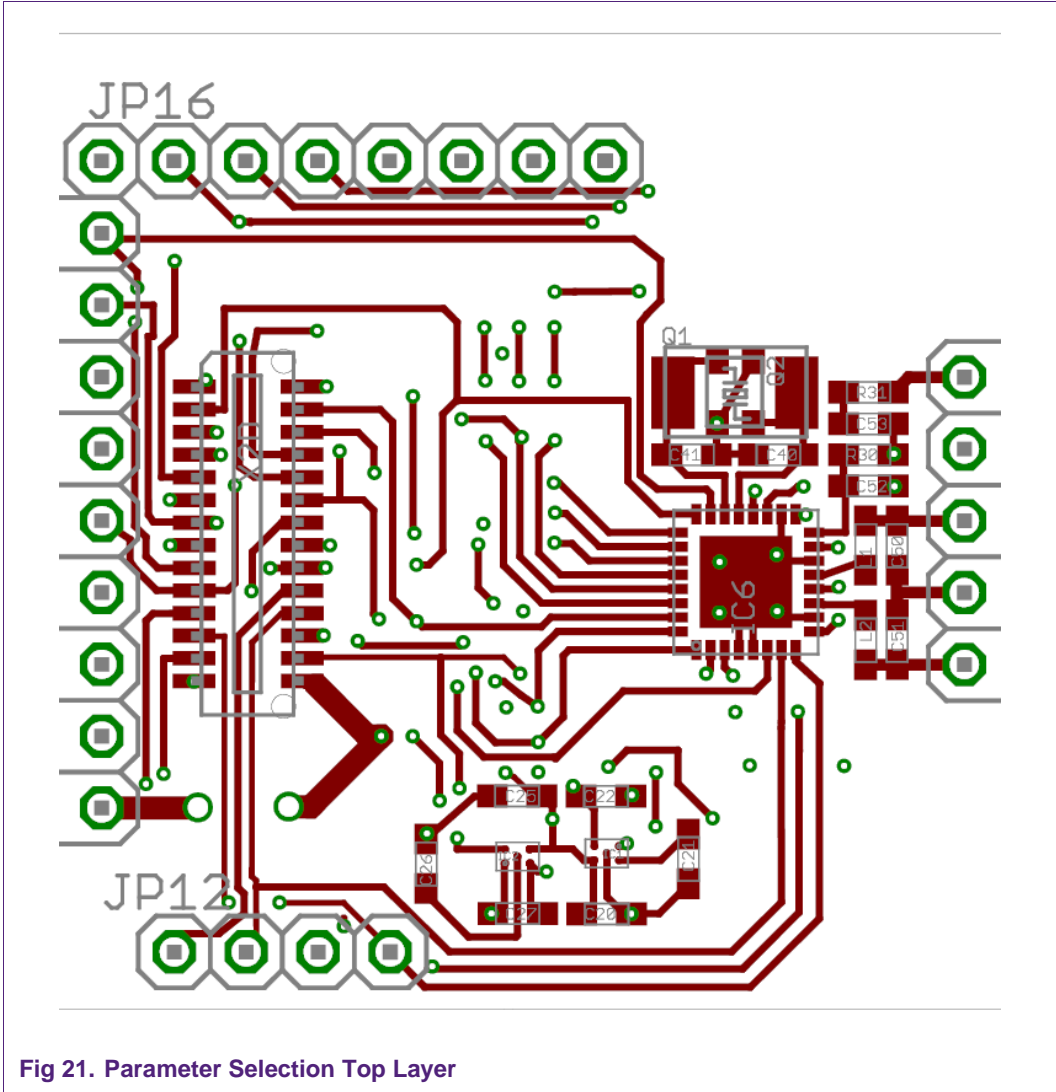 JP16
Q1
Q2
R31
C53
C41
C40
R30
C52
L1
C50
IC6
L2
C51
C25
C22
C26
C21
C27
C20
JP12
Fig 21. Parameter Selection Top Layer